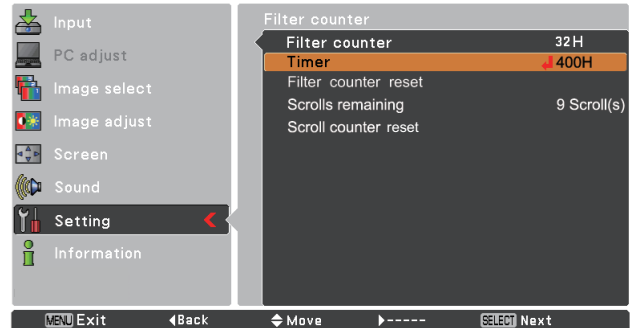 Input
PC adjust
Image select
Image adjust
Screen
Sound
Setting
Information
Filter counter
Filter counter 32H
Timer 400H
Filter counter reset
Scrolls remaining 9 Scroll(s)
Scroll counter reset
MENU Exit ◀Back ◆Move ▶----- SELECT Next